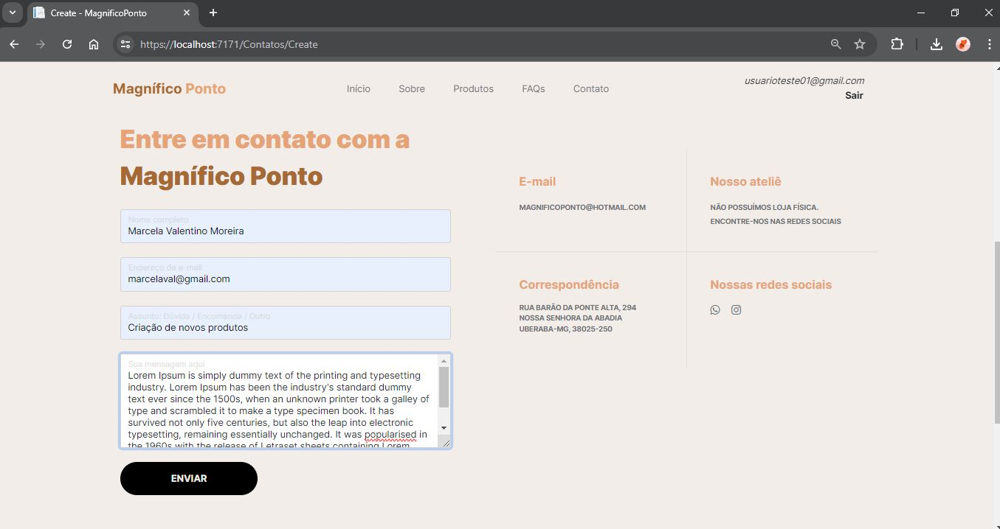 Create - MagnificoPonto
https://localhost:7171/Contatos/Create
Magnífico Ponto
Início
Sobre
Produtos
FAQs
Contato
usuarioteste01@gmail.com
Sair
Entre em contato com a
Magnífico Ponto
Nome completo
Marcela Valentino Moreira
Endereço de e-mail
marcelaval@gmail.com
Assunto: Dúvida / Encomenda / Outro
Criação de novos produtos
Sua mensagem aqui
Lorem Ipsum is simply dummy text of the printing and typesetting
industry. Lorem Ipsum has been the industry's standard dummy
text ever since the 1500s, when an unknown printer took a galley of
type and scrambled it to make a type specimen book. It has
survived not only five centuries, but also the leap into electronic
typesetting, remaining essentially unchanged. It was popularised in
the 1960s with the release of Letraset sheets containing Lorem
ENVIAR
E-mail
MAGNIFICOPONTO@HOTMAIL.COM
Nosso ateliê
NÃO POSSUÍMOS LOJA FÍSICA.
ENCONTRE-NOS NAS REDES SOCIAIS
Correspondência
RUA BARÃO DA PONTE ALTA, 294
NOSSA SENHORA DA ABADIA
UBERABA-MG, 38025-250
Nossas redes sociais